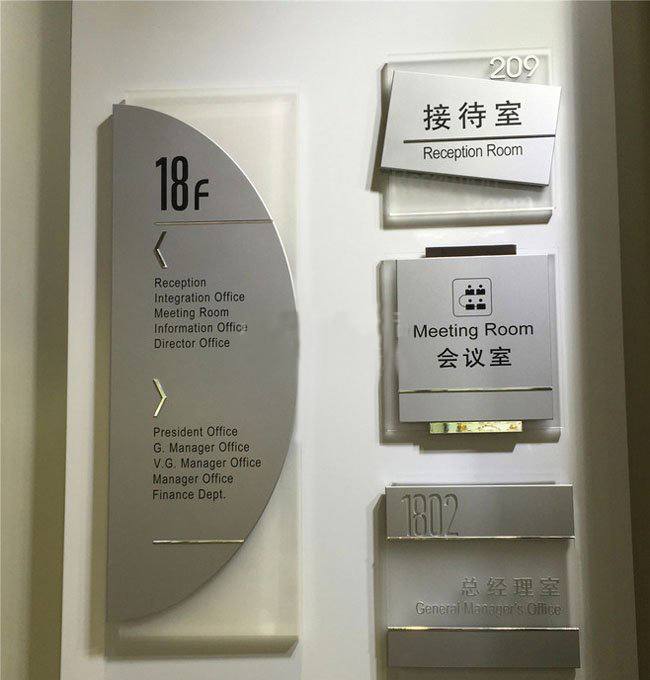 18F
Reception
Integration Office
Meeting Room
Information Office
Director Office
President Office
G. Manager Office
V.G. Manager Office
Manager Office
Finance Dept.
209
接待室
Reception Room
Meeting Room
会议室
1802
总经理室
General Manager's Office